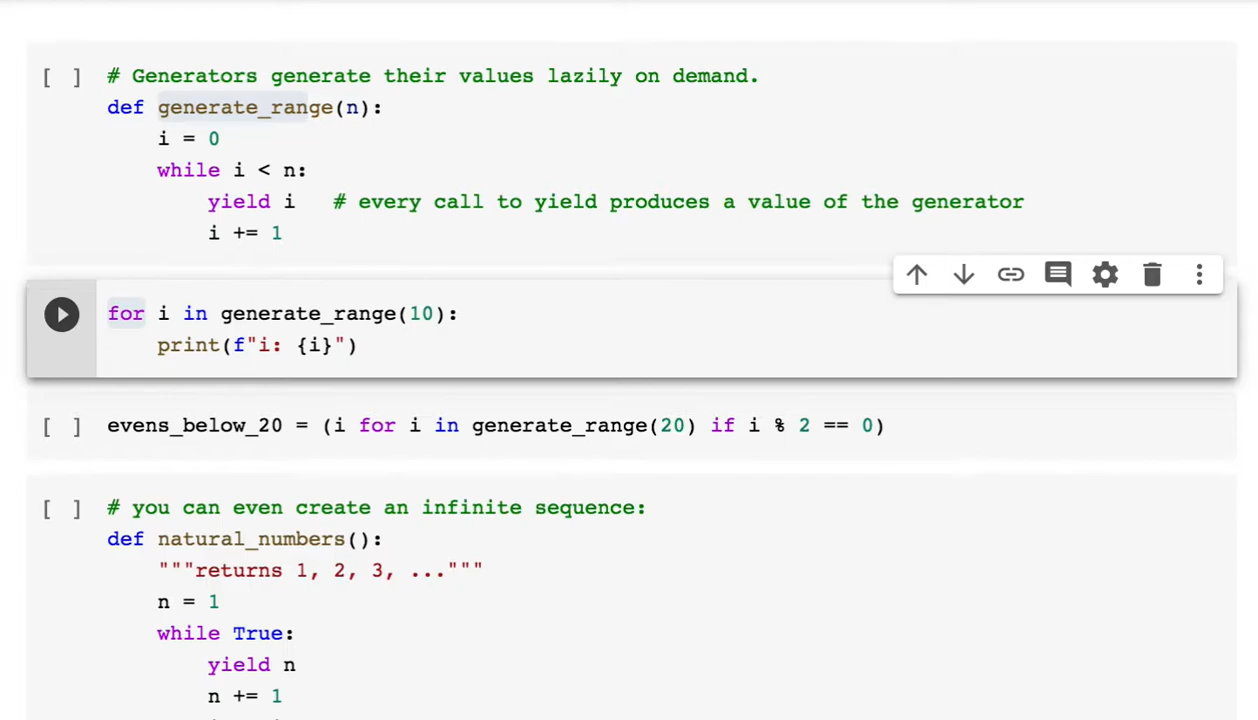 [ ] # Generators generate their values lazily on demand.
def generate_range(n):
    i = 0
    while i < n:
        yield i   # every call to yield produces a value of the generator
        i += 1
for i in generate_range(10):
    print(f"i: {i}")
[ ] evens_below_20 = (i for i in generate_range(20) if i % 2 == 0)
[ ] # you can even create an infinite sequence:
def natural_numbers():
    """returns 1, 2, 3, ..."""
    n = 1
    while True:
        yield n
        n += 1